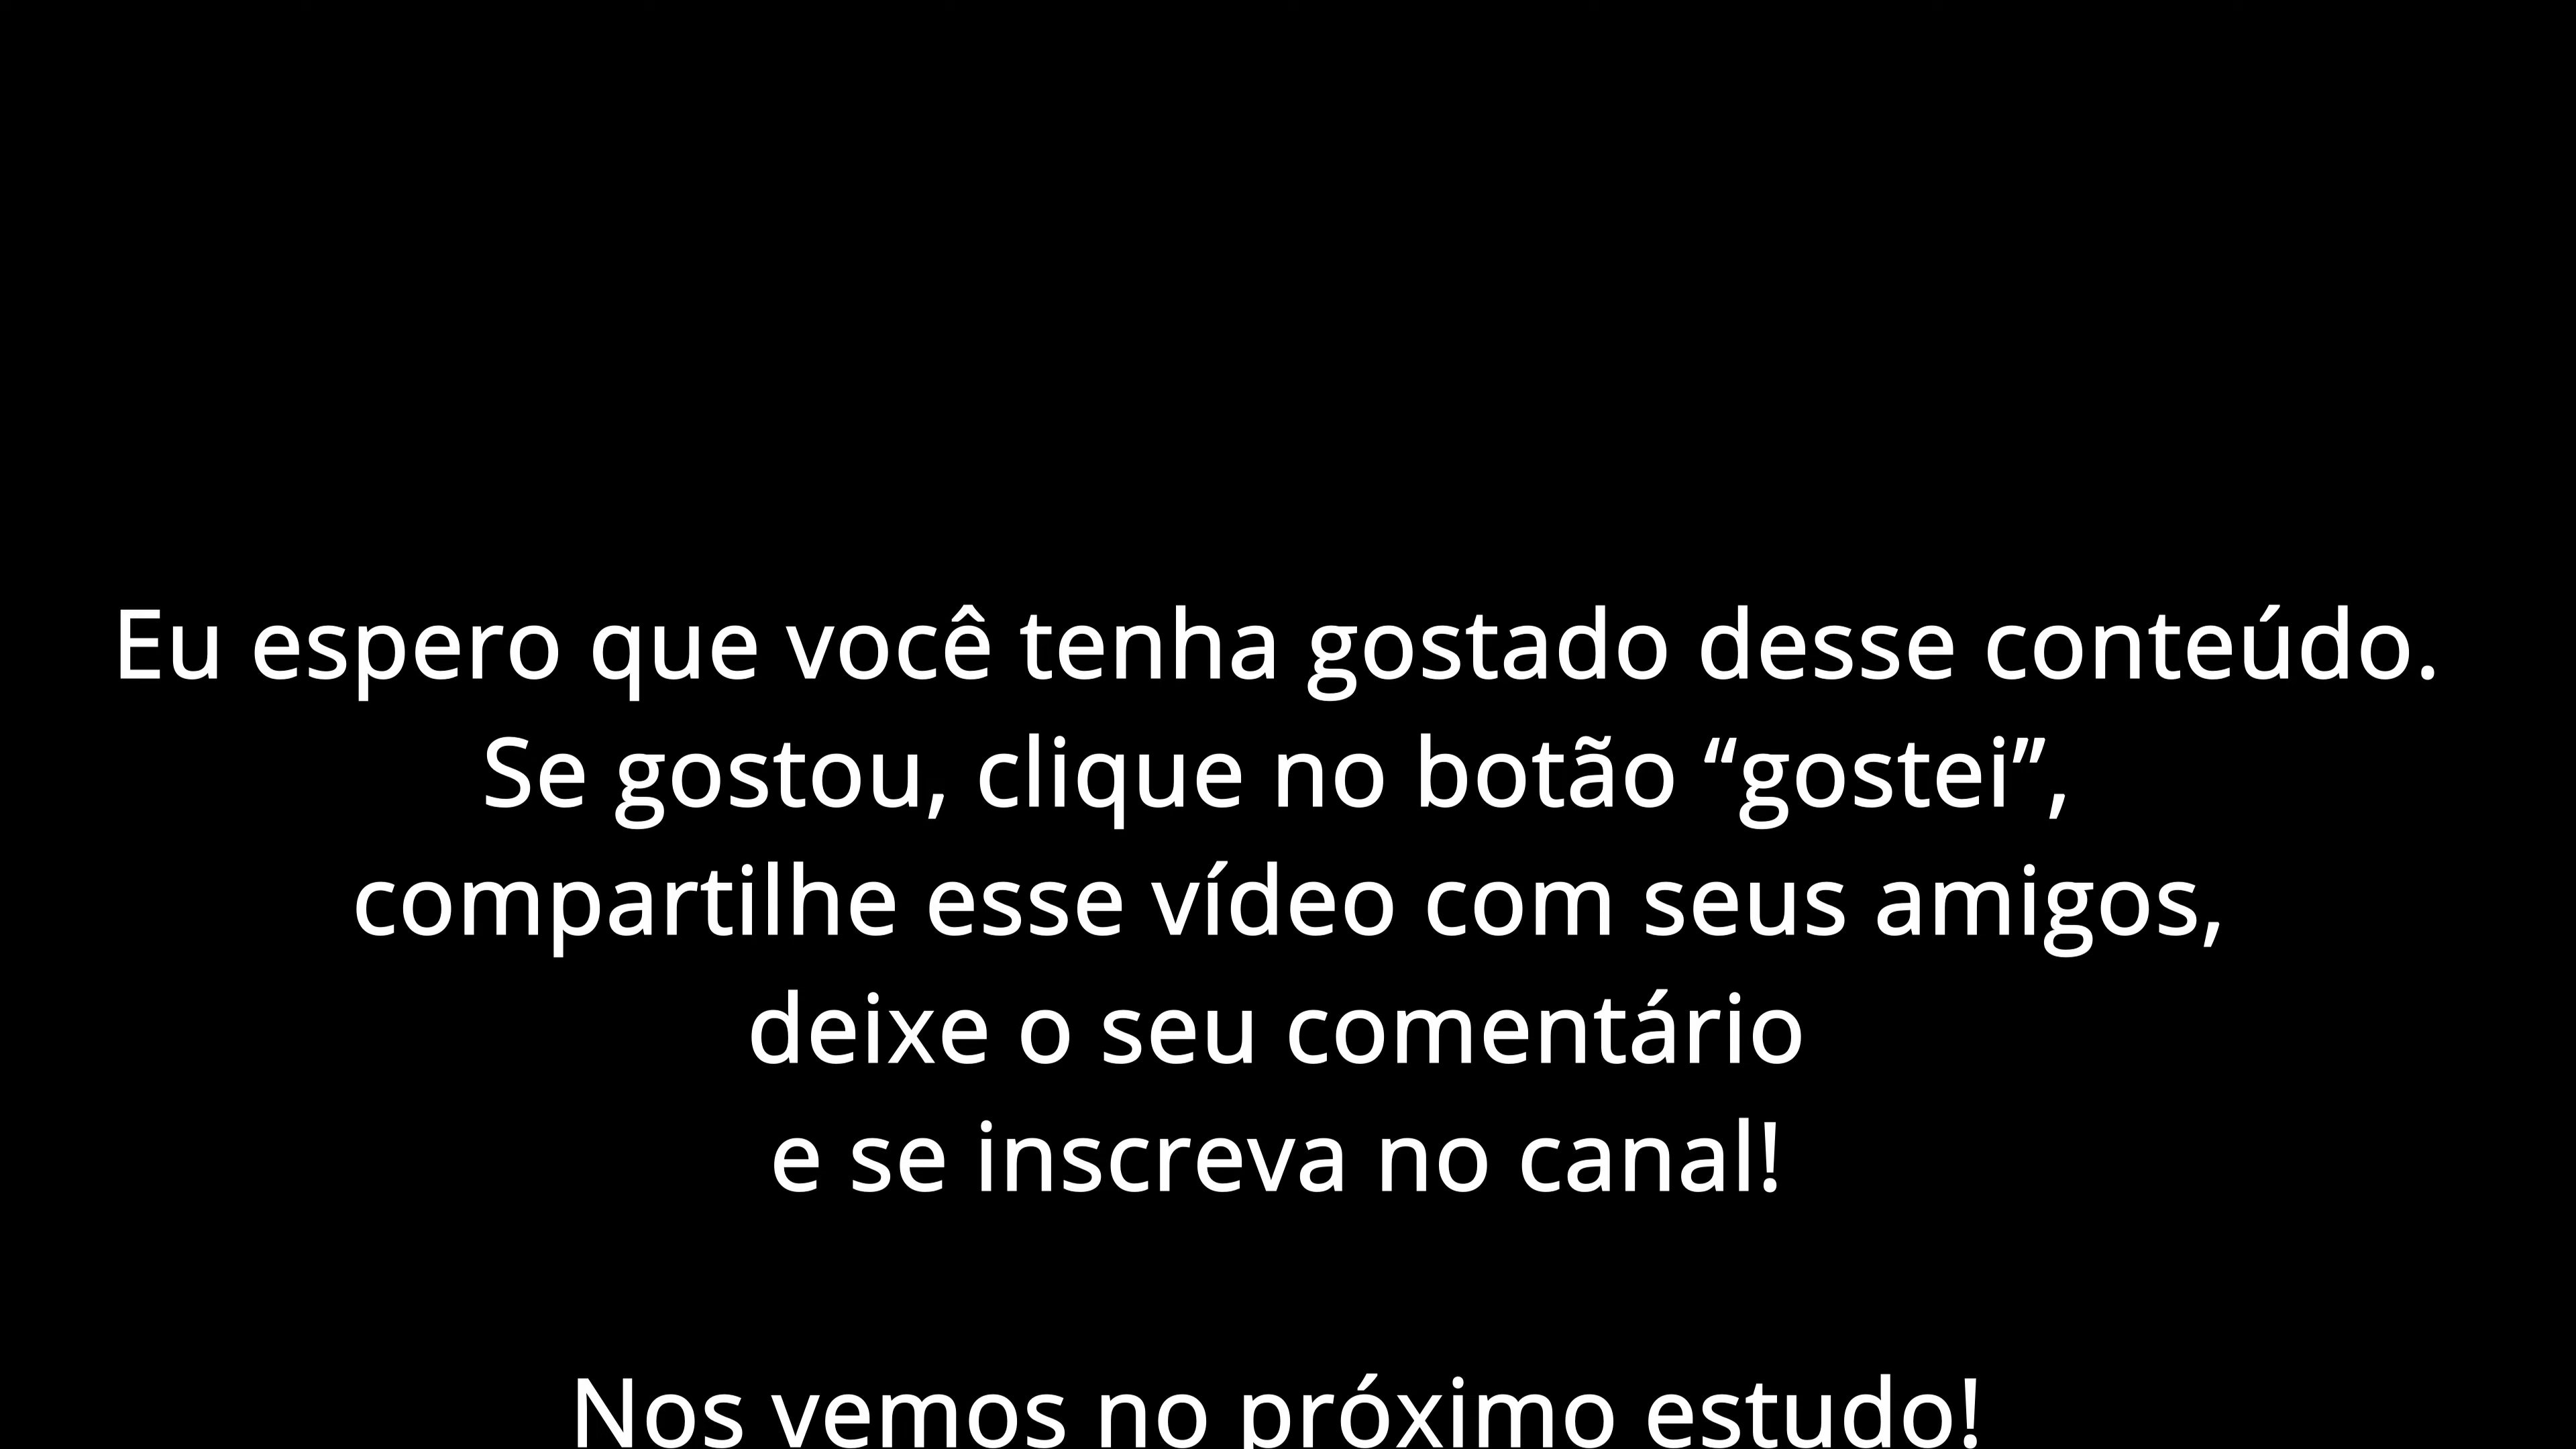 Eu espero que você tenha gostado desse conteúdo.
Se gostou, clique no botão “gostei”,
compartilhe esse vídeo com seus amigos,
deixe o seu comentário
e se inscreva no canal!
Nos vemos no próximo estudo!